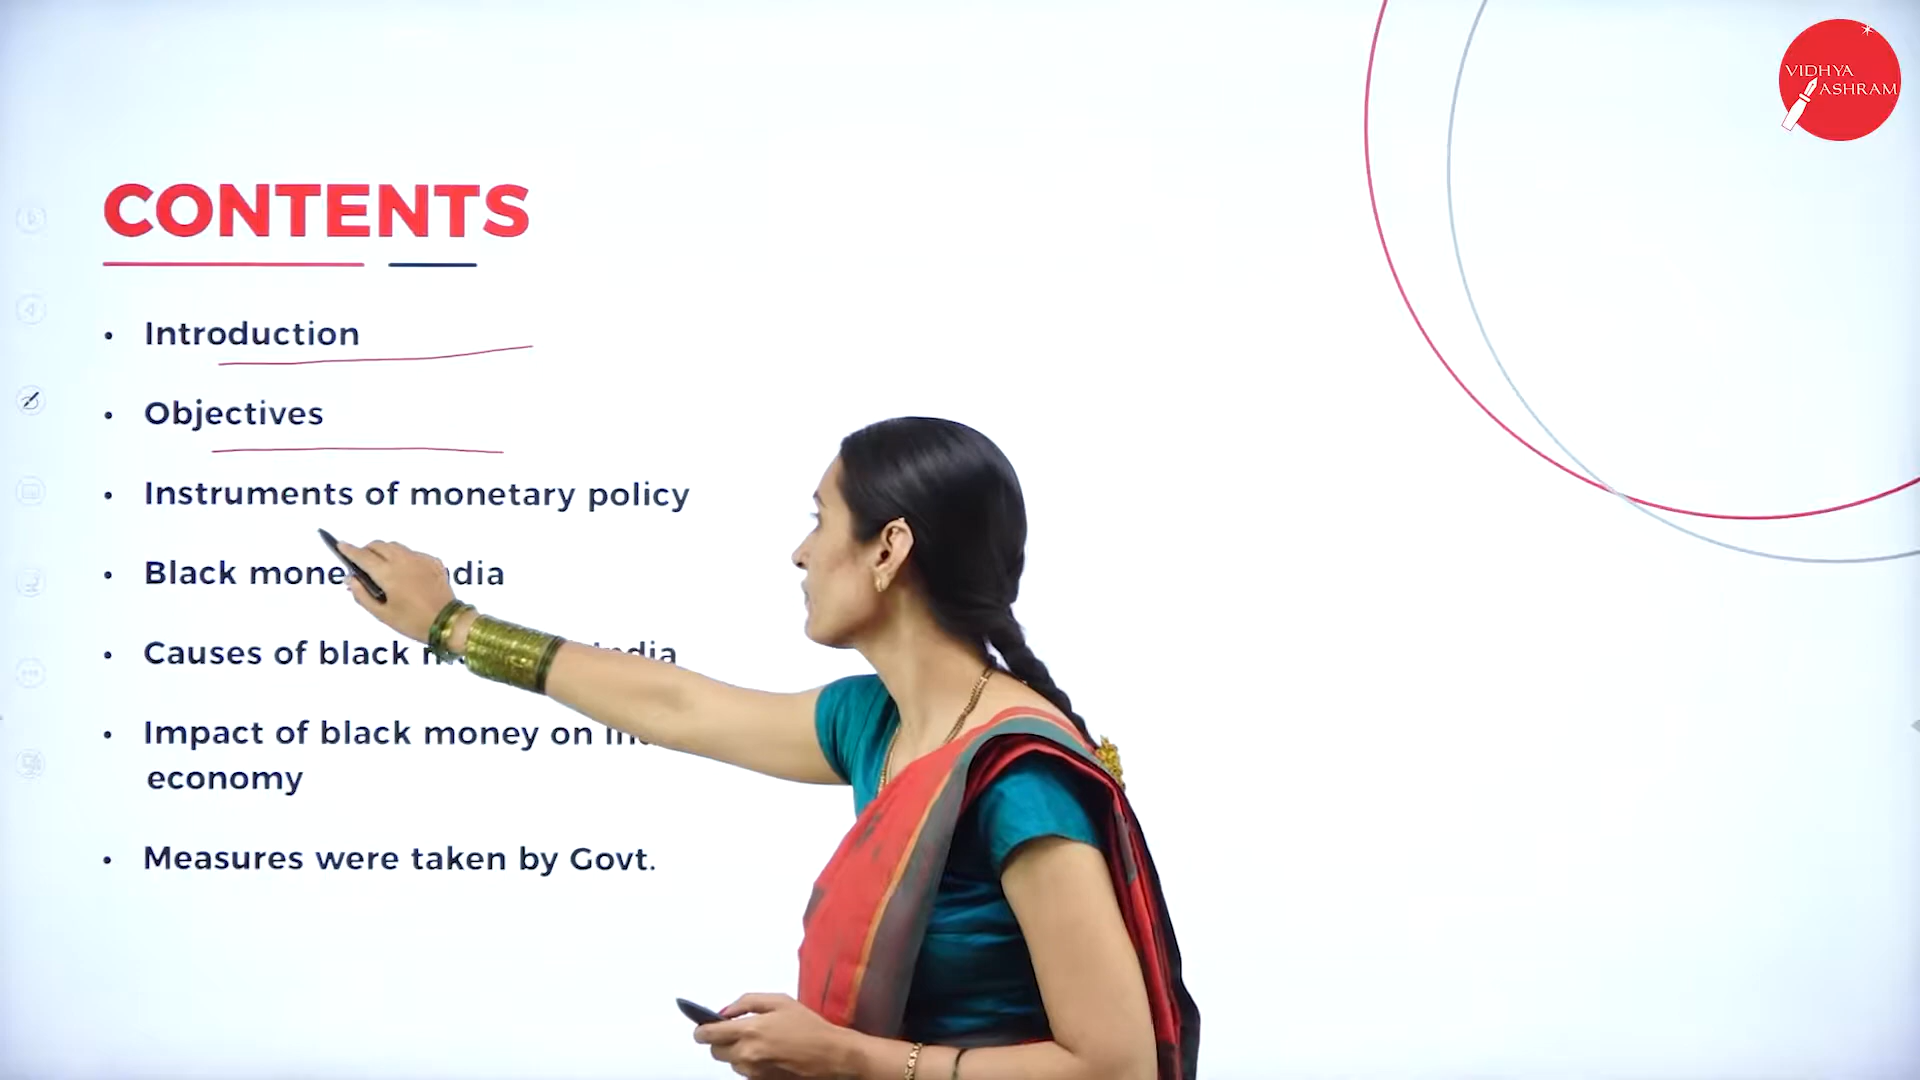 VIDHYA
ASHRAM
CONTENTS
• Introduction
• Objectives
• Instruments of monetary policy
• Black mone
• Causes of black
• Impact of black money on
economy
• Measures were taken by Govt.